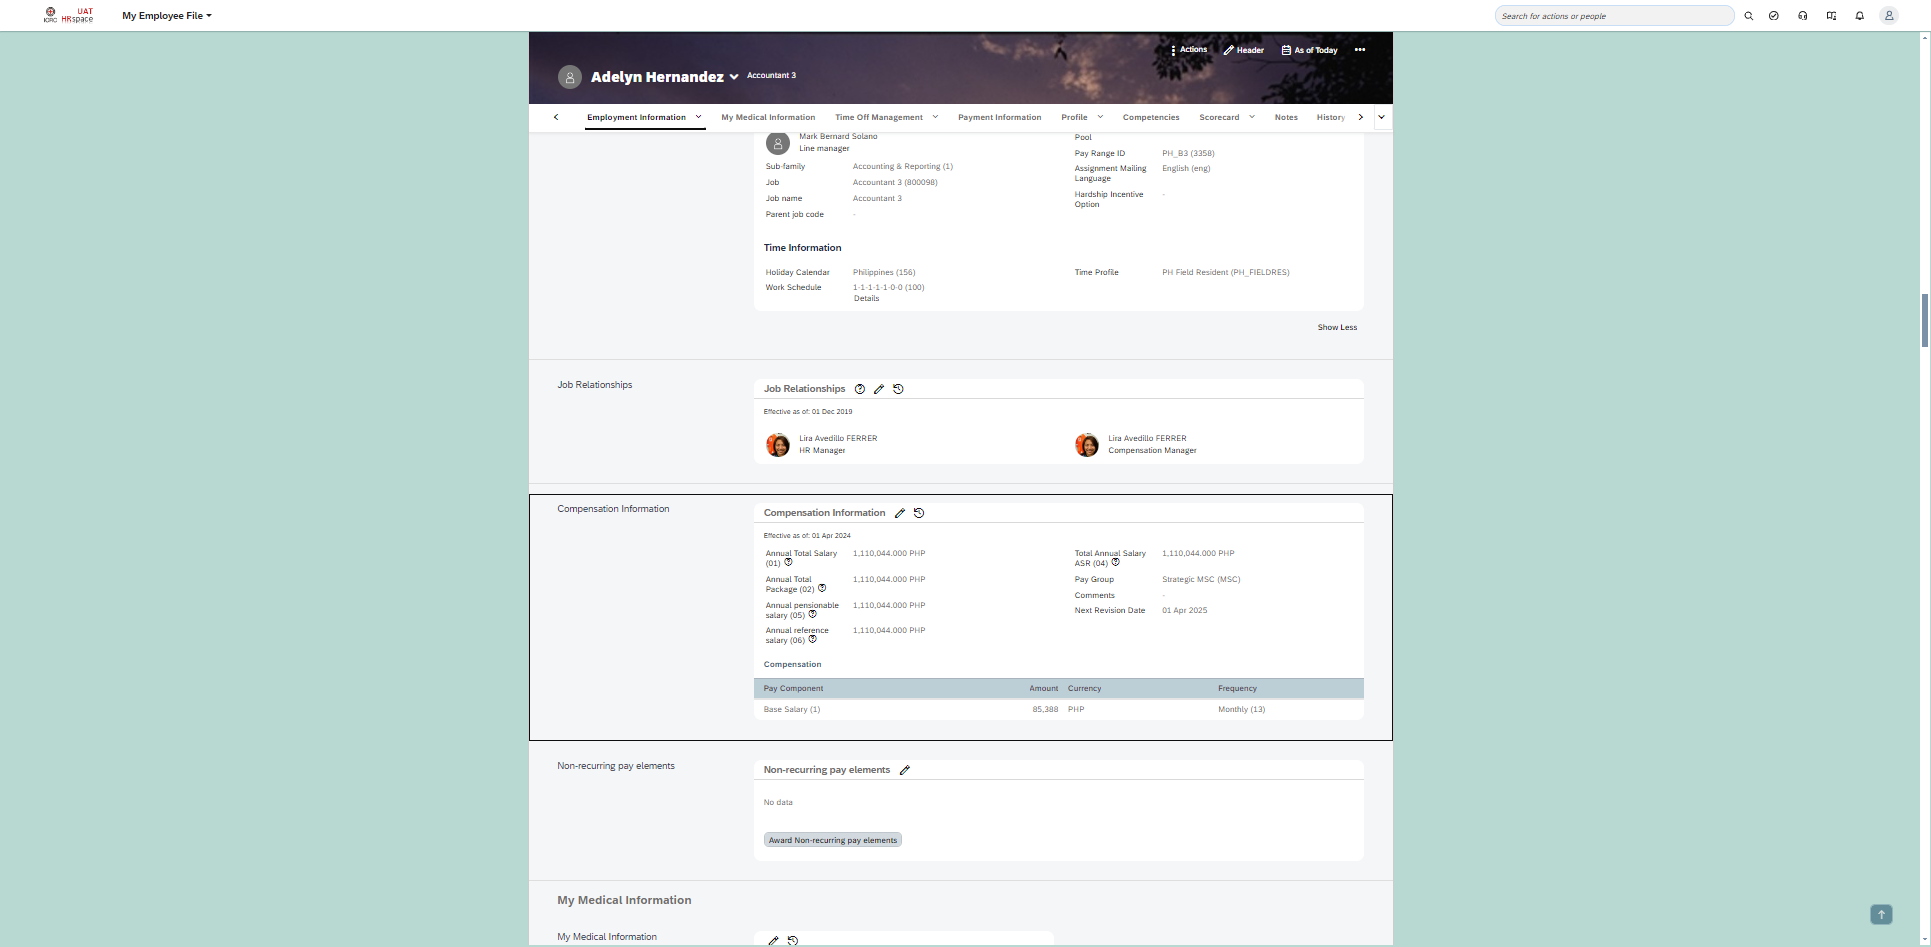 ICRC UAT HRspace My Employee File Search for actions or people
Actions Header As of Today
Adelyn Hernandez Accountant 3
Employment Information My Medical Information Time Off Management Payment Information Profile Competencies Scorecard Notes History
Mark Bernard Solano
Line manager
Sub-family Accounting & Reporting (1)
Job Accountant 3 (800098)
Job name Accountant 3
Parent job code -
Pool
Pay Range ID PH_B3 (3358)
Assignment Mailing Language English (eng)
Hardship Incentive Option -
Time Information
Holiday Calendar Philippines (156)
Work Schedule 1-1-1-1-1-0-0 (100)
Details
Time Profile PH Field Resident (PH_FIELDRES)
Show Less
Job Relationships
Job Relationships
Effective as of: 01 Dec 2019
Lira Avedillo FERRER
HR Manager
Lira Avedillo FERRER
Compensation Manager
Compensation Information
Compensation Information
Effective as of: 01 Apr 2024
Annual Total Salary (01) 1,110,044.000 PHP
Annual Total Package (02) 1,110,044.000 PHP
Annual pensionable salary (05) 1,110,044.000 PHP
Annual reference salary (06) 1,110,044.000 PHP
Total Annual Salary ASR (04) 1,110,044.000 PHP
Pay Group Strategic MSC (MSC)
Comments -
Next Revision Date 01 Apr 2025
Compensation
Pay Component Amount Currency Frequency
Base Salary (1) 85,388 PHP Monthly (13)
Non-recurring pay elements
Non-recurring pay elements
No data
Award Non-recurring pay elements
My Medical Information
My Medical Information